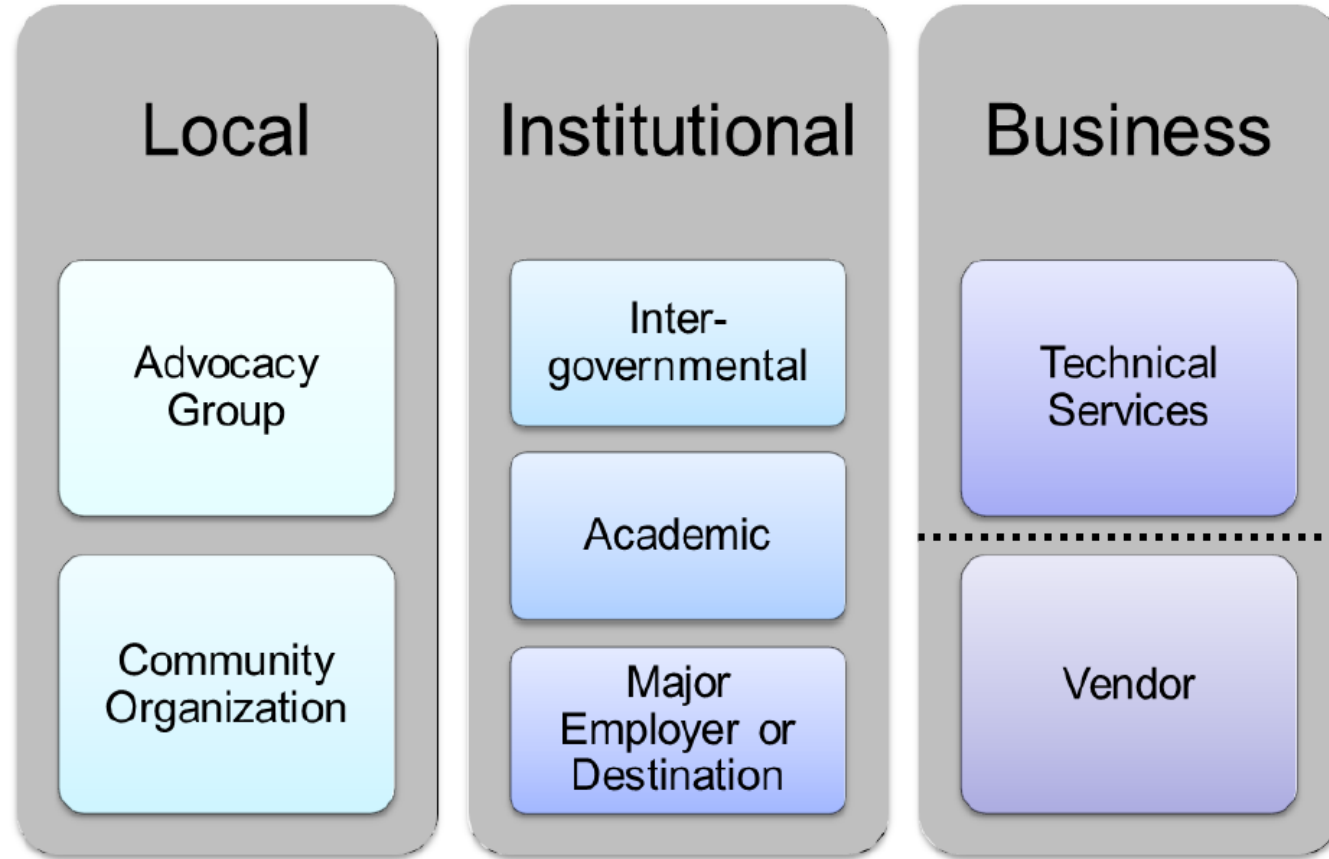 Local
Advocacy
Group
Community
Organization
Institutional
Inter-
governmental
Academic
Major
Employer or
Destination
Business
Technical
Services
Vendor